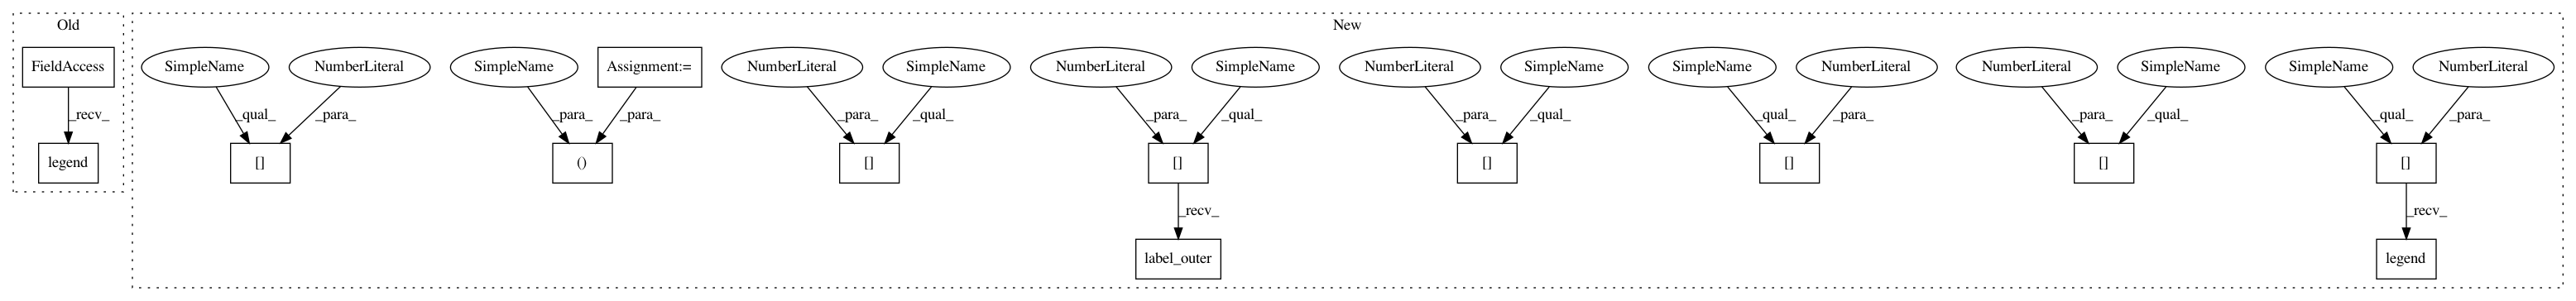 Old
New
FieldAccess
SimpleName
NumberLiteral
SimpleName
Assignment:=
NumberLiteral
SimpleName
NumberLiteral
SimpleName
NumberLiteral
SimpleName
SimpleName
NumberLiteral
NumberLiteral
SimpleName
SimpleName
NumberLiteral
_recv_
_qual_
_para_
_para_
_para_
_para_
_qual_
_para_
_qual_
_para_
_qual_
_qual_
_para_
_para_
_qual_
_qual_
_para_
legend
[]
()
[]
[]
[]
[]
[]
[]
_recv_
_recv_
label_outer
legend